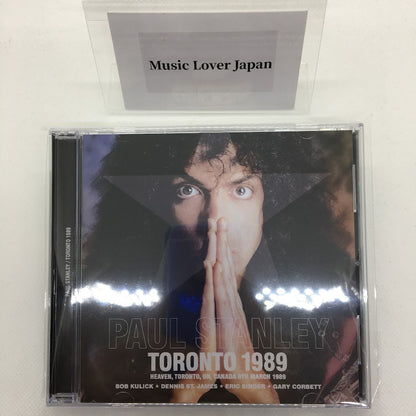 Music Lover Japan
PAUL STANLEY / TORONTO 1989
PAUL STANLEY
TORONTO 1989
HEAVEN, TORONTO, ON, CANADA 9TH MARCH 1989
BOB KULICK • DENNIS ST. JAMES • ERIC SINGER • GARY CORBETT